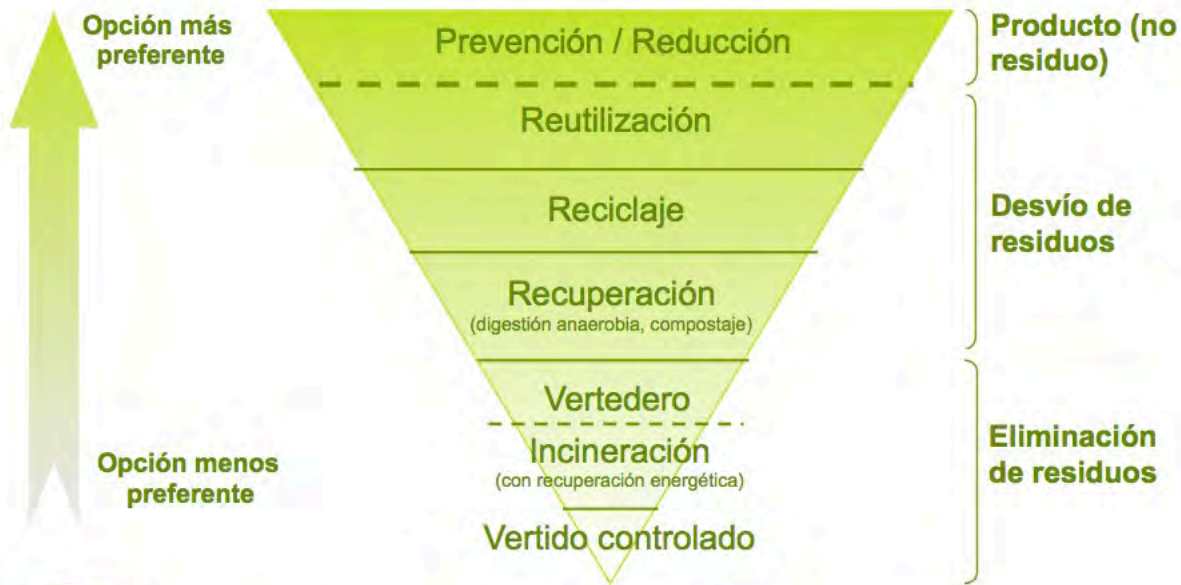 Opción más
preferente
Prevención / Reducción
Producto (no
residuo)
Reutilización
Reciclaje
Desvío de
residuos
Recuperación
(digestión anaerobia, compostaje)
Vertedero
Incineración
(con recuperación energética)
Eliminación
de residuos
Opción menos
preferente
Vertido controlado